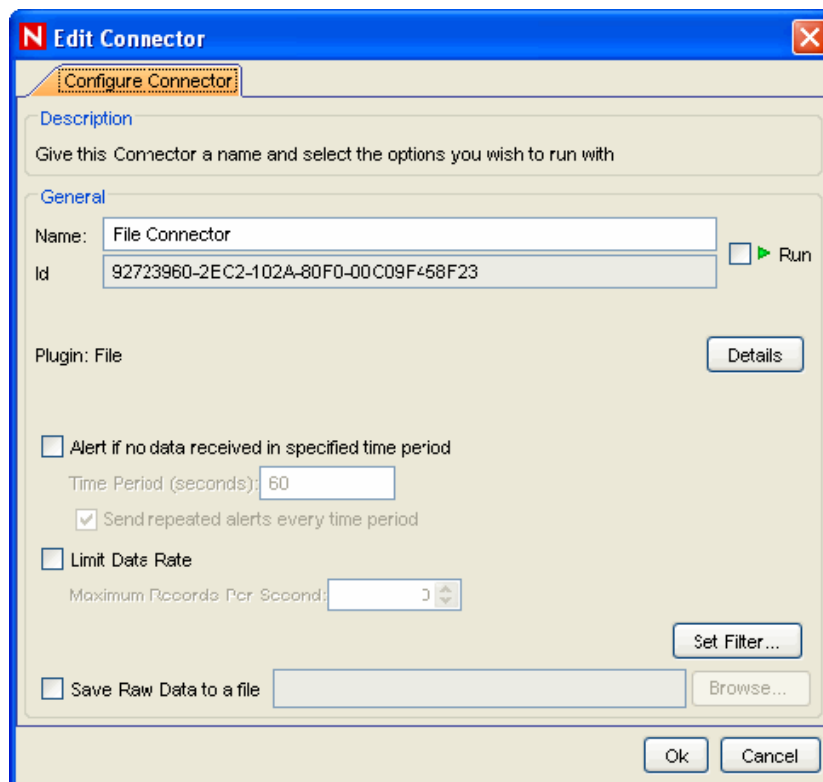 N Edit Connector
Configure Connector
Description
Give this Connector a name and select the options you wish to run with
General
Name: File Connector
Run
Id 92723960-2EC2-102A-80F0-00C09F458F23
Plugin: File Details
Alert if no data received in specified time period
Time Period (seconds): 60
Send repeated alerts every time period
Limit Data Rate
Maximum Records Per Second: 0
Set Filter...
Save Raw Data to a file Browse...
Ok Cancel